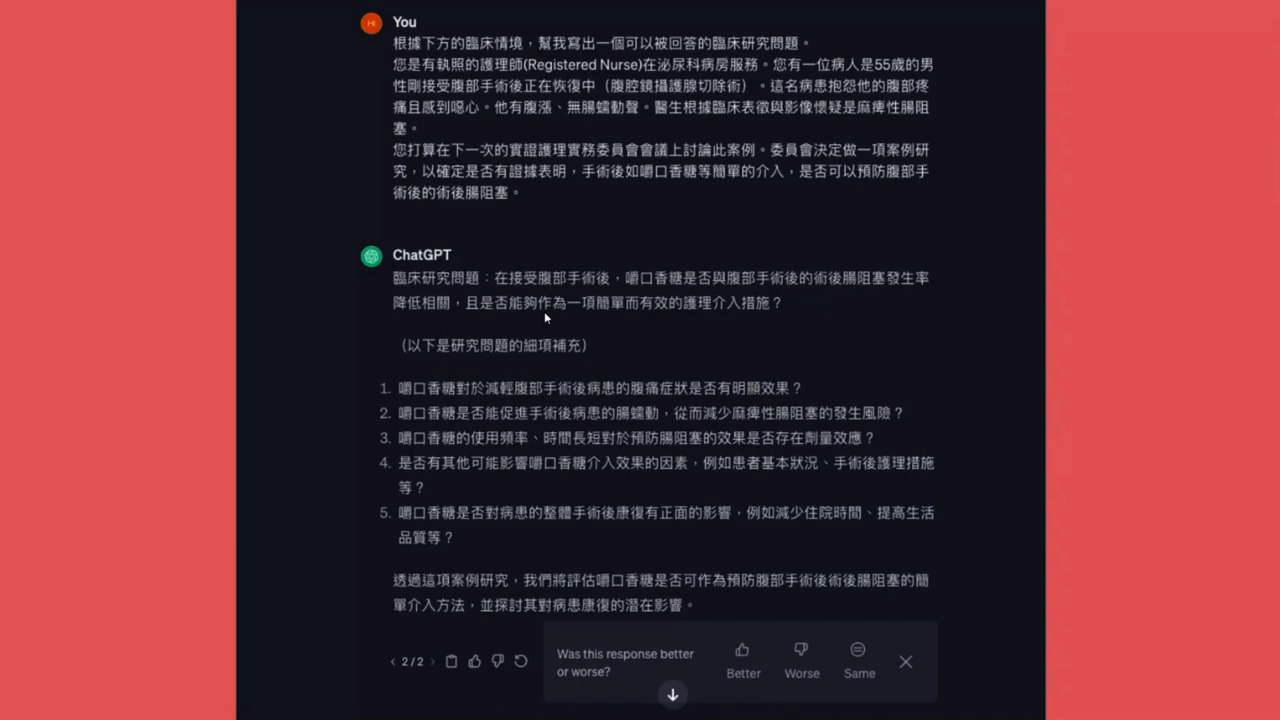 HI
You
根據下方的臨床情境，幫我寫出一個可以被回答的臨床研究問題。
您是有執照的護理師(Registered Nurse)在泌尿科病房服務。您有一位病人是55歲的男
性剛接受腹部手術後正在恢復中（腹腔鏡攝護腺切除術）。這名病患抱怨他的腹部疼
痛且感到噁心。他有腹漲、無腸蠕動聲。醫生根據臨床表徵與影像懷疑是麻痺性腸阻
塞。
您打算在下一次的實證護理實務委員會會議上討論此案例。委員會決定做一項案例研
究，以確定是否有證據表明，手術後如嚼口香糖等簡單的介入，是否可以預防腹部手
術後的術後腸阻塞。
ChatGPT
臨床研究問題：在接受腹部手術後，嚼口香糖是否與腹部手術後的術後腸阻塞發生率
降低相關，且是否能夠作為一項簡單而有效的護理介入措施？
（以下是研究問題的細項補充）
1. 嚼口香糖對於減輕腹部手術後病患的腹痛症狀是否有明顯效果？
2. 嚼口香糖是否能促進手術後病患的腸蠕動，從而減少麻痺性腸阻塞的發生風險？
3. 嚼口香糖的使用頻率、時間長短對於預防腸阻塞的效果是否存在劑量效應？
4. 是否有其他可能影響嚼口香糖介入效果的因素，例如患者基本狀況、手術後護理措施
等？
5. 嚼口香糖是否對病患的整體手術後康復有正面的影響，例如減少住院時間、提高生活
品質等？
透過這項案例研究，我們將評估嚼口香糖是否可作為預防腹部手術後術後腸阻塞的簡
單介入方法，並探討其對病患康復的潛在影響。
2/2
Was this response better
or worse?
Better
Worse
Same